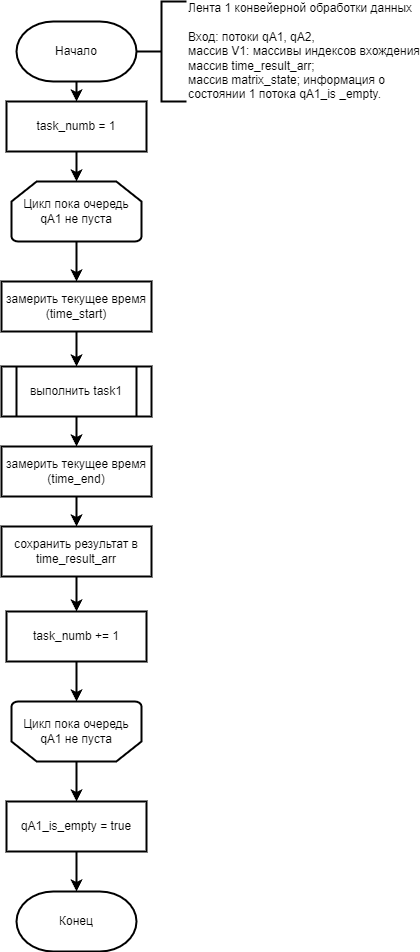 Лента 1 конвейерной обработки данных
Вход: потоки qA1, qA2,
массив V1: массивы индексов вхождения
массив time_result_arr;
массив matrix_state; информация о
состоянии 1 потока qA1_is _empty.
Начало
task_numb = 1
Цикл пока очередь
qA1 не пуста
замерить текущее время
(time_start)
выполнить task1
замерить текущее время
(time_end)
сохранить результат в
time_result_arr
task_numb += 1
Цикл пока очередь
qA1 не пуста
qA1_is_empty = true
Конец